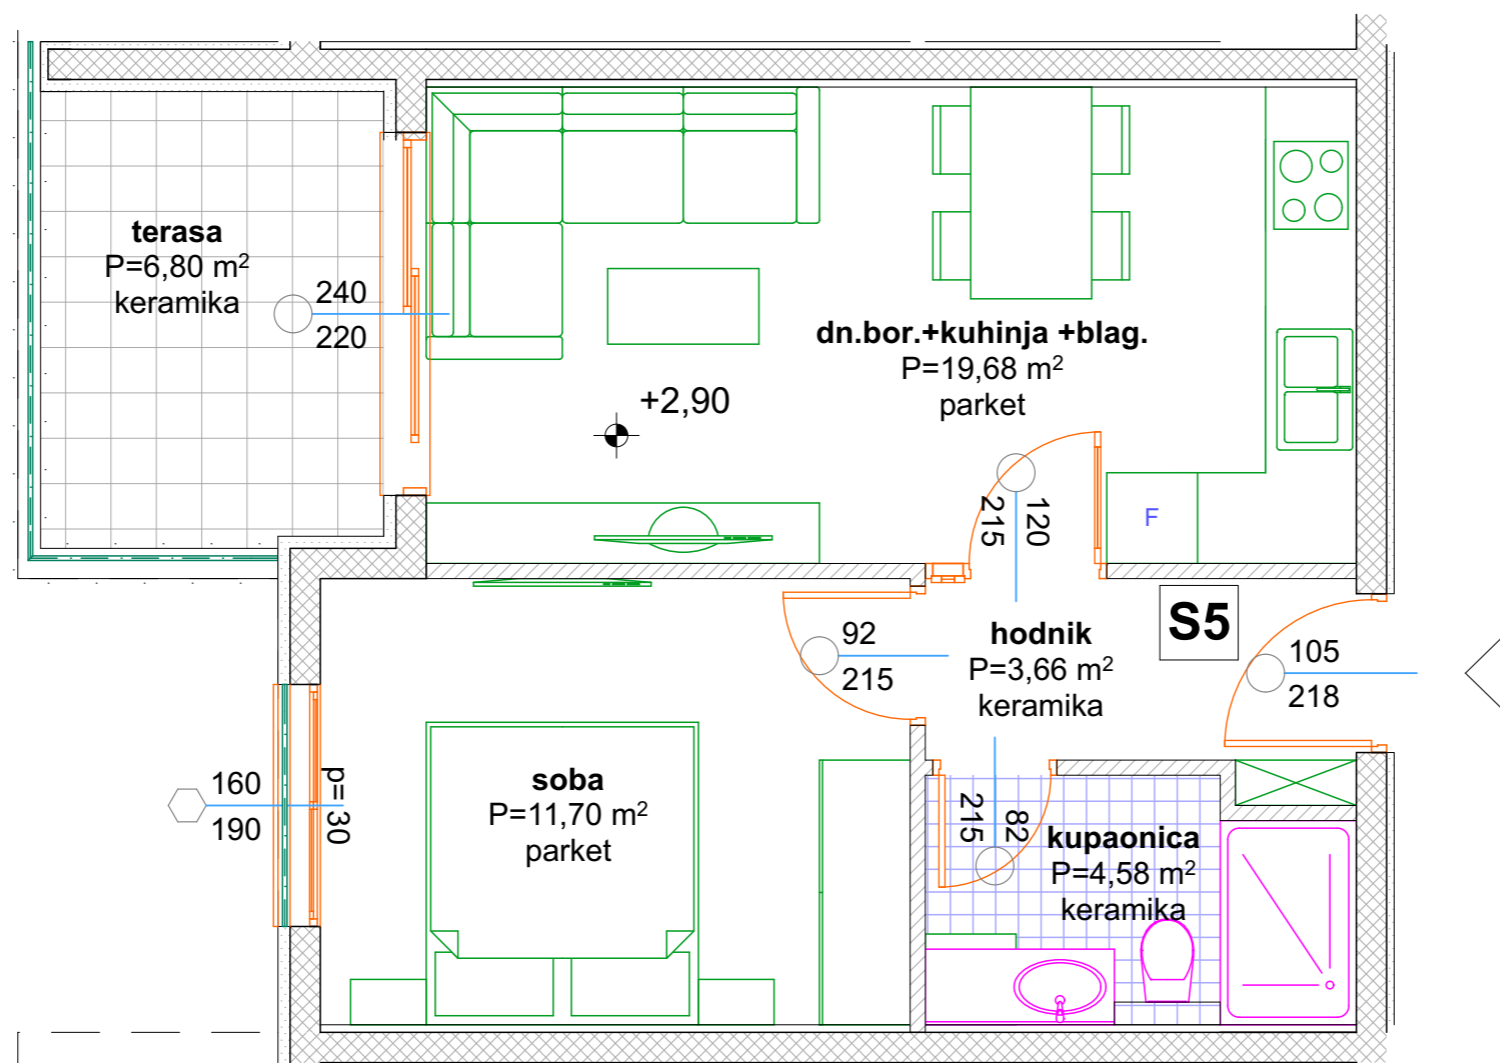 terasa
P=6,80 m²
keramika
240
220
dn.bor.+kuhinja +blag.
P=19,68 m²
parket
+2,90
120
215
F
S5
92
215
hodnik
P=3,66 m²
keramika
105
218
160
190
p= 30
soba
P=11,70 m²
parket
82
215
kupaonica
P=4,58 m²
keramika